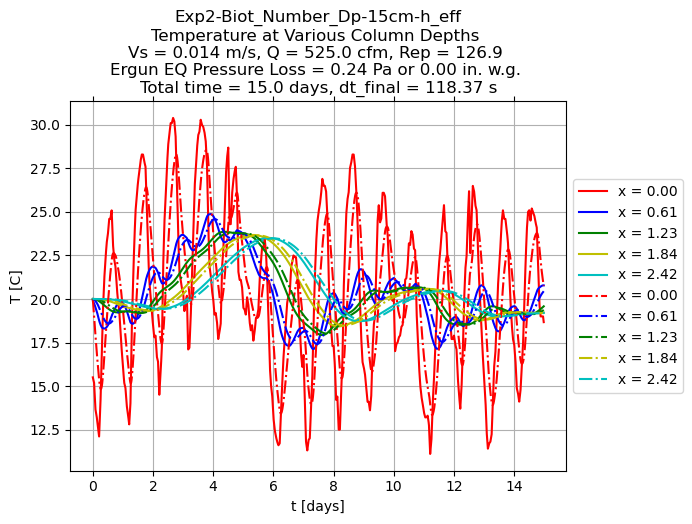 Exp2-Biot_Number_Dp-15cm-h_eff
Temperature at Various Column Depths
Vs = 0.014 m/s, Q = 525.0 cfm, Rep = 126.9
Ergun EQ Pressure Loss = 0.24 Pa or 0.00 in. w.g.
Total time = 15.0 days, dt_final = 118.37 s
T [C]
30.0
27.5
25.0
22.5
20.0
17.5
15.0
12.5
0 2 4 6 8 10 12 14
t [days]
x = 0.00
x = 0.61
x = 1.23
x = 1.84
x = 2.42
x = 0.00
x = 0.61
x = 1.23
x = 1.84
x = 2.42